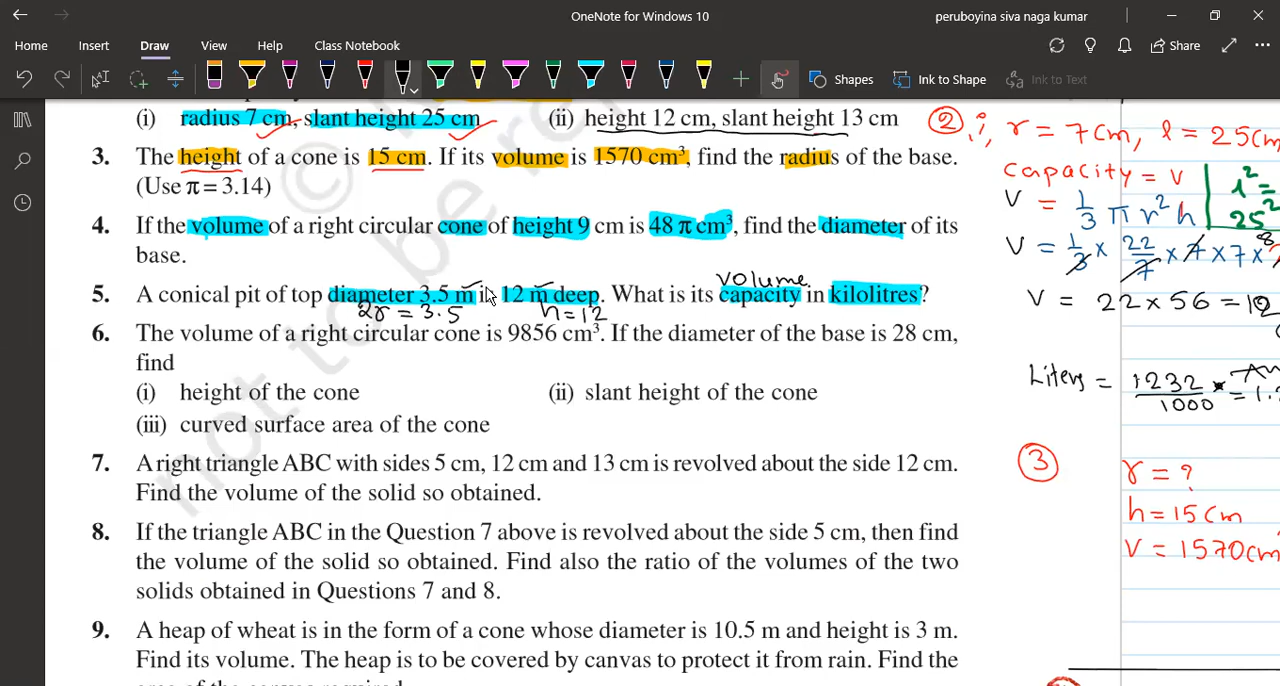 OneNote for Windows 10
peruboyina siva naga kumar
Home Insert Draw View Help Class Notebook
Share
Shapes Ink to Shape Ink to Text
(i) radius 7 cm, slant height 25 cm (ii) height 12 cm, slant height 13 cm
3. The height of a cone is 15 cm. If its volume is 1570 cm³, find the radius of the base.
(Use π = 3.14)
4. If the volume of a right circular cone of height 9 cm is 48 π cm³, find the diameter of its
base.
volume
5. A conical pit of top diameter 3.5 m is 12 m deep. What is its capacity in kilolitres?
2r = 3.5 h = 12
6. The volume of a right circular cone is 9856 cm³. If the diameter of the base is 28 cm,
find
(i) height of the cone (ii) slant height of the cone
(iii) curved surface area of the cone
7. A right triangle ABC with sides 5 cm, 12 cm and 13 cm is revolved about the side 12 cm.
Find the volume of the solid so obtained.
8. If the triangle ABC in the Question 7 above is revolved about the side 5 cm, then find
the volume of the solid so obtained. Find also the ratio of the volumes of the two
solids obtained in Questions 7 and 8.
9. A heap of wheat is in the form of a cone whose diameter is 10.5 m and height is 3 m.
Find its volume. The heap is to be covered by canvas to protect it from rain. Find the
not to be re
② i, r = 7cm, l = 25cm
capacity = V
l² =
V = 1/3 π r² h
25²
V = 1/3 × 22/7 × 7 × 7 ×
8
V = 22 × 56 = 12
Liters = 1232/1000 = 1.
③ r = ?
h = 15 cm
V = 1570cm